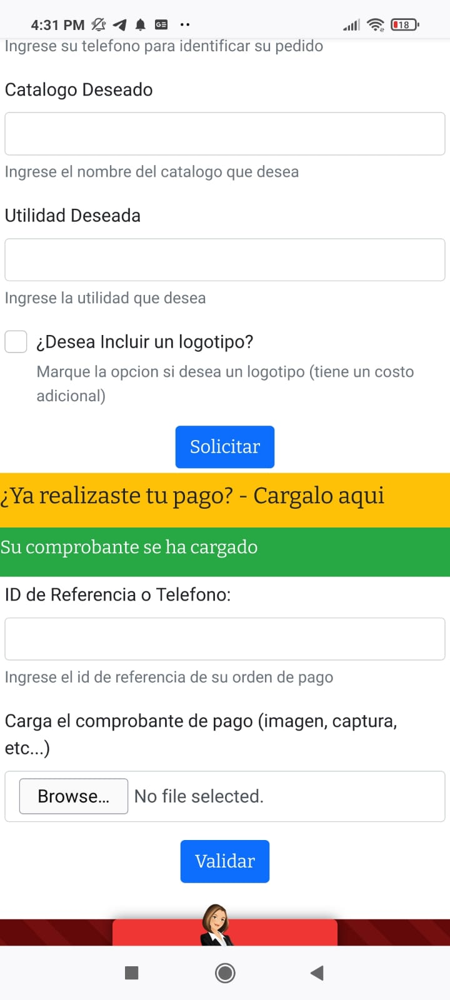 4:31 PM
18
Ingrese su telefono para identificar su pedido
Catalogo Deseado
Ingrese el nombre del catalogo que desea
Utilidad Deseada
Ingrese la utilidad que desea
¿Desea Incluir un logotipo?
Marque la opcion si desea un logotipo (tiene un costo
adicional)
Solicitar
¿Ya realizaste tu pago? - Cargalo aqui
Su comprobante se ha cargado
ID de Referencia o Telefono:
Ingrese el id de referencia de su orden de pago
Carga el comprobante de pago (imagen, captura,
etc...)
Browse... No file selected.
Validar